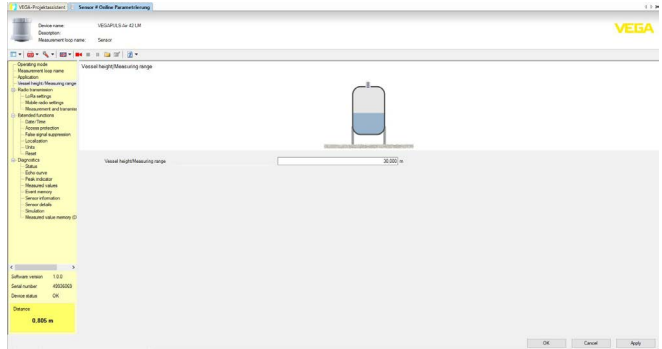 VEGA-Projektassistent
Sensor # Online Parametrierung
Device name: VEGAPULS Air 42 UR
Description:
Measurement loop name: Sensor
VEGA
Operating mode
Measurement loop name
Application
Vessel height/Measuring range
Radio transmission
LoRa settings
Mobile radio settings
Measurement and transmis
Extended functions
Date/Time
Access protection
False signal suppression
Localization
Units
Reset
Diagnostics
Status
Echo curve
Peak indicator
Measured values
Event memory
Sensor information
Sensor details
Simulation
Measured value memory (D
Vessel height/Measuring range
Vessel height/Measuring range 30.000 m
Software version 1.0.0
Serial number
Device status OK
Distance
0,805 m
OK Cancel Apply